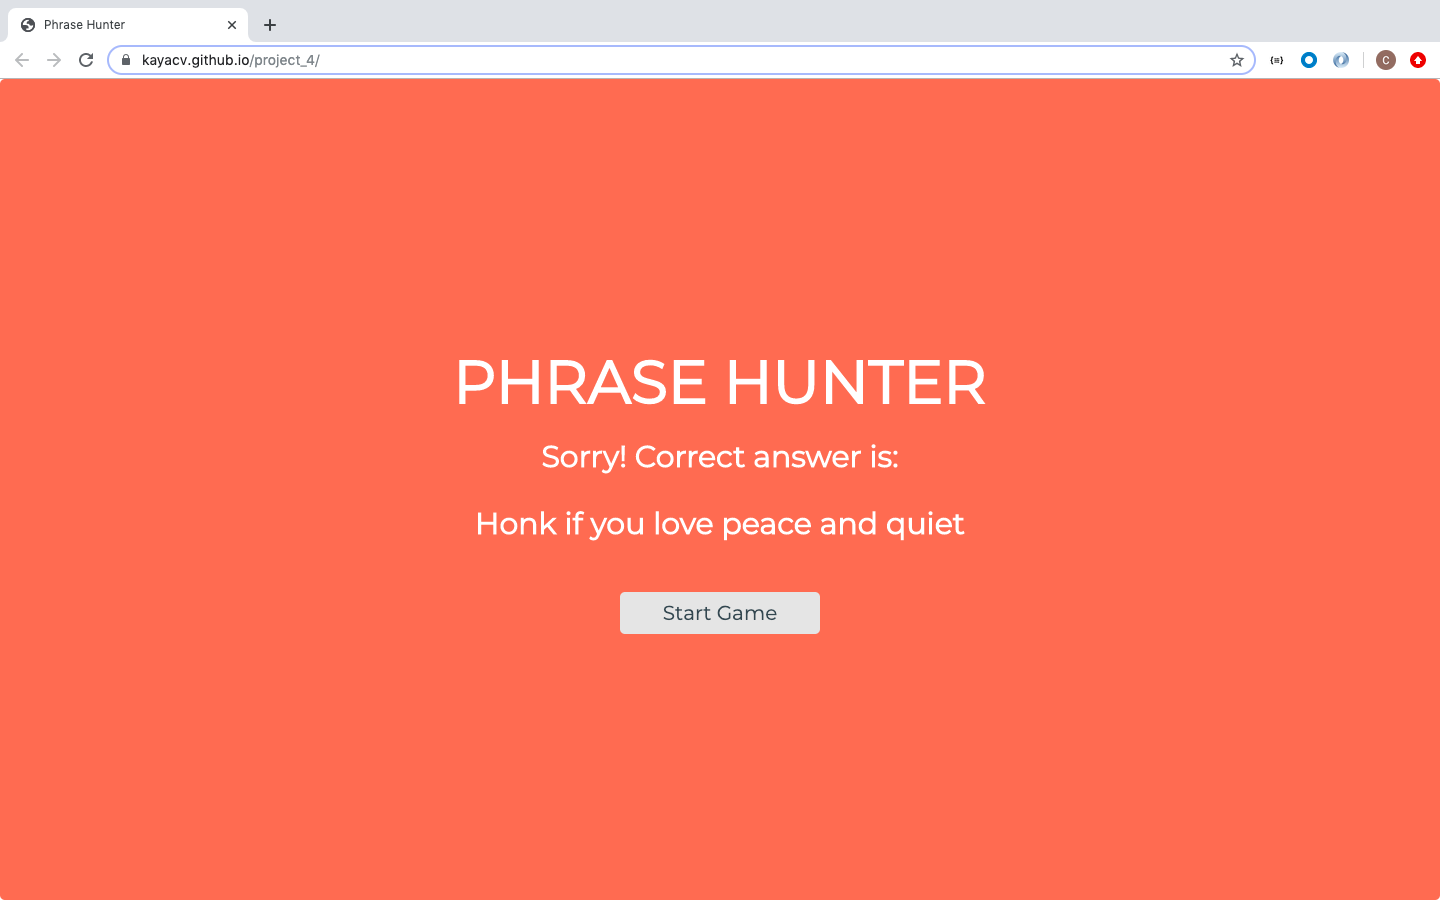 Phrase Hunter
kayacv.github.io/project_4/
C
PHRASE HUNTER
Sorry! Correct answer is:
Honk if you love peace and quiet
Start Game